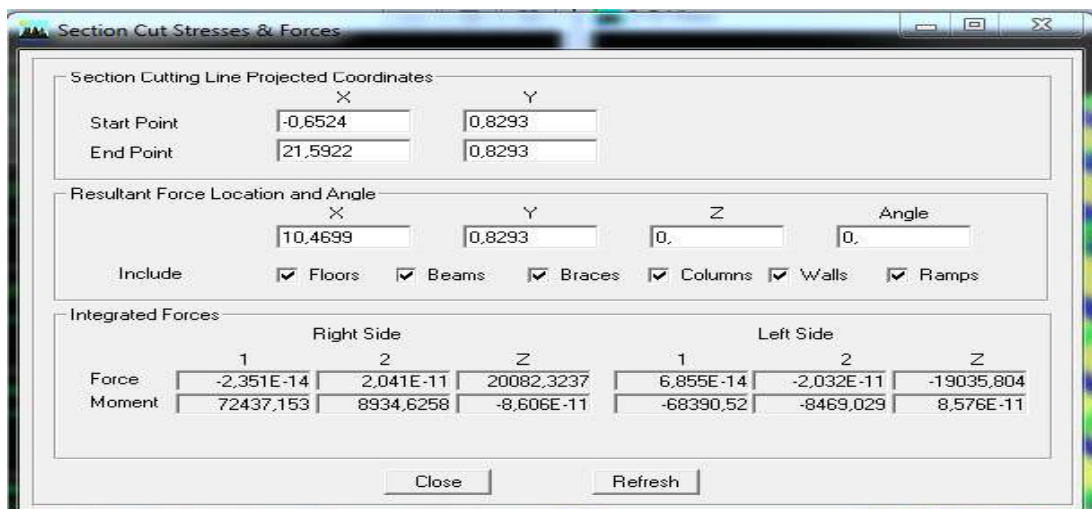 Section Cut Stresses & Forces
Section Cutting Line Projected Coordinates
X Y
Start Point -0,6524 0,8293
End Point 21,5922 0,8293
Resultant Force Location and Angle
X Y Z Angle
10,4699 0,8293 0, 0,
Include Floors Beams Braces Columns Walls Ramps
Integrated Forces
Right Side Left Side
1 2 Z 1 2 Z
Force -2,351E-14 2,041E-11 20082,3237 6,855E-14 -2,032E-11 -19035,804
Moment 72437,153 8934,6258 -8,606E-11 -68390,52 -8469,029 8,576E-11
Close Refresh